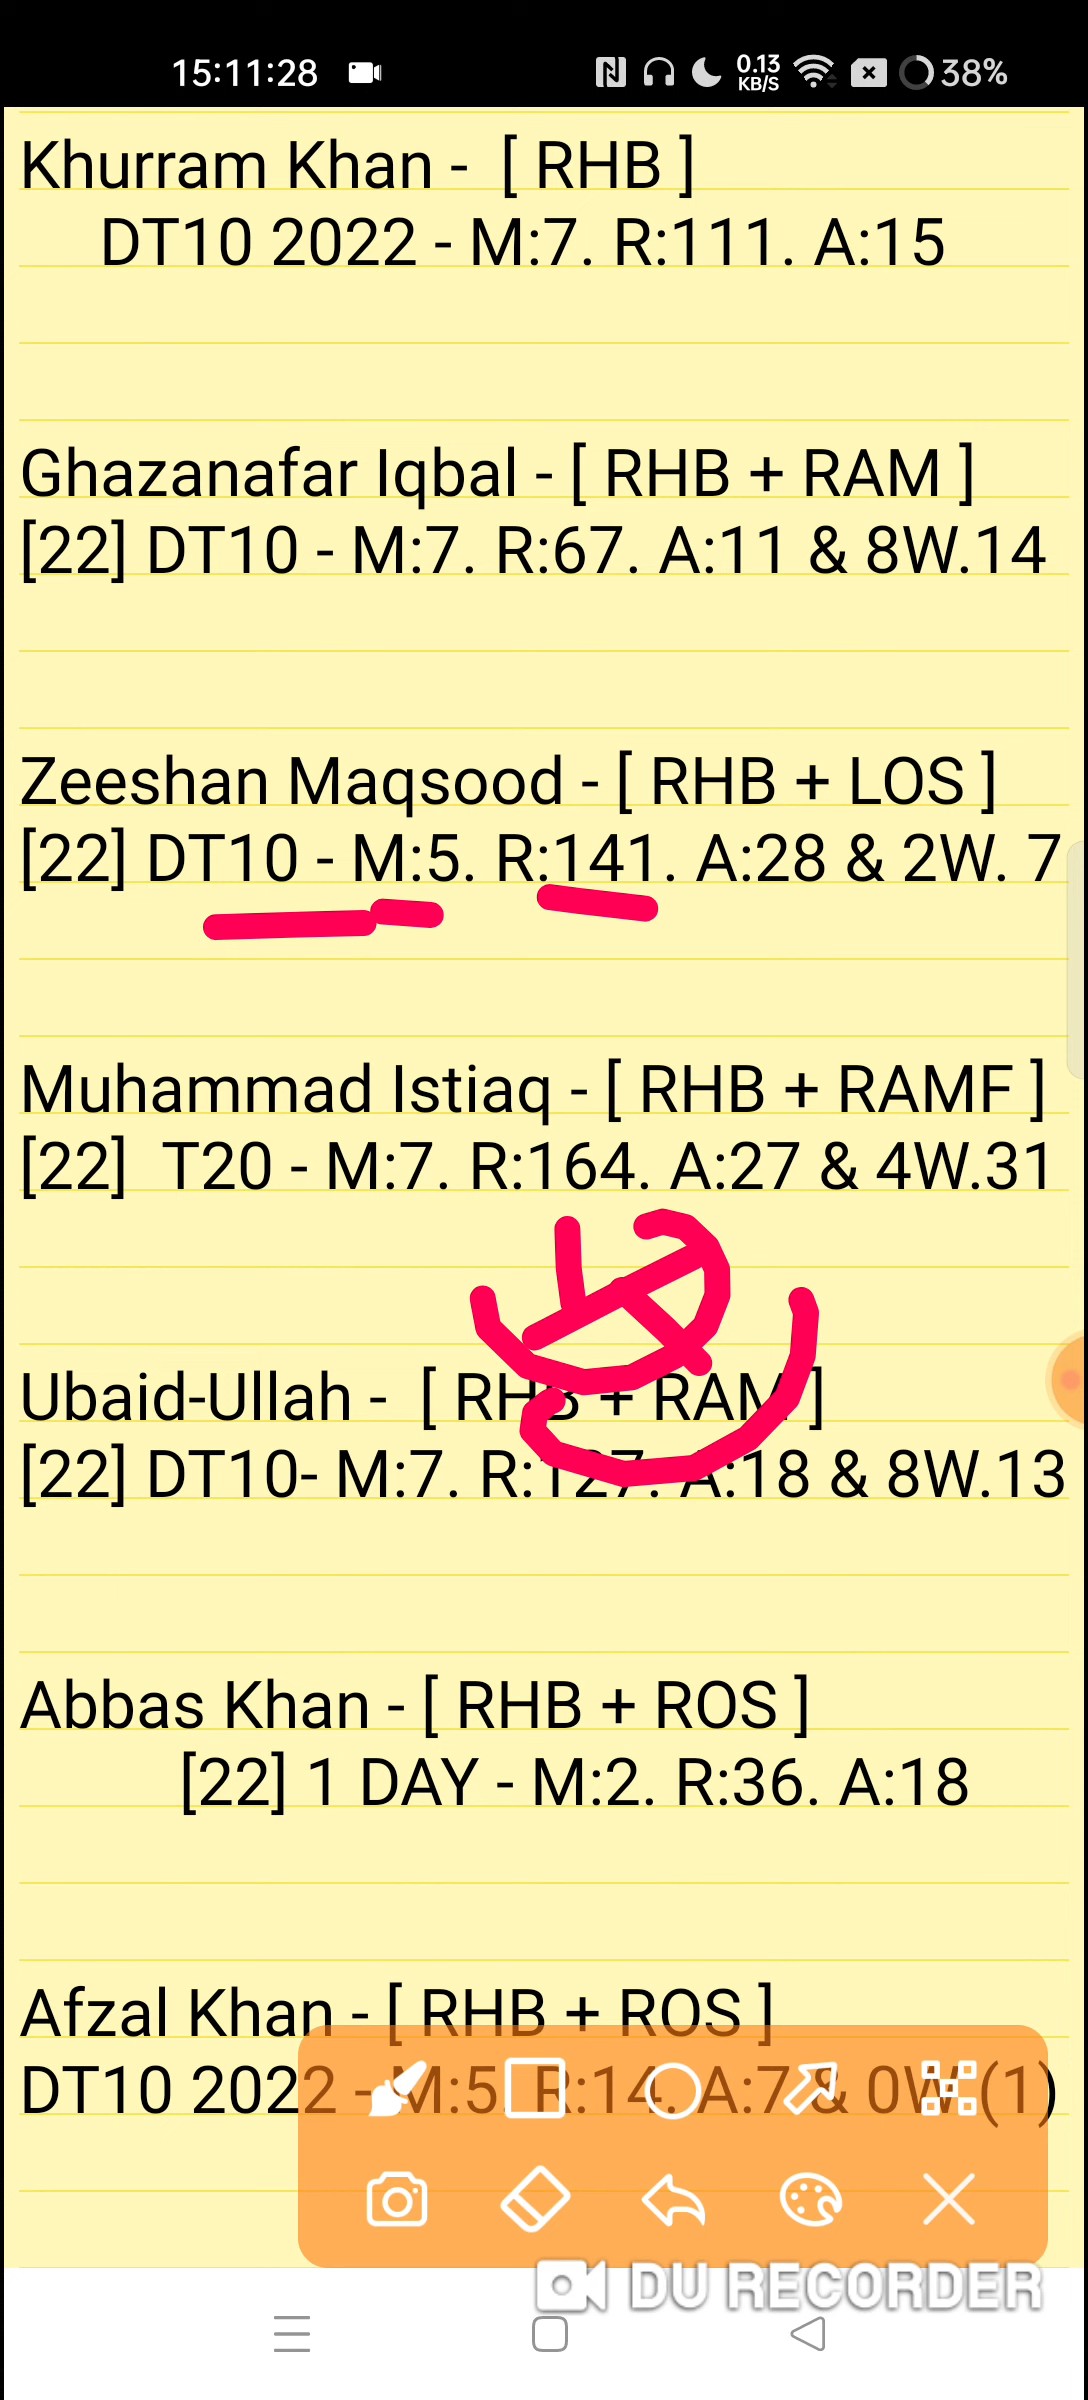 15:11:28 0.13 KB/S 38%
Khurram Khan - [ RHB ]
DT10 2022 - M:7. R:111. A:15
Ghazanafar Iqbal - [ RHB + RAM ]
[22] DT10 - M:7. R:67. A:11 & 8W.14
Zeeshan Maqsood - [ RHB + LOS ]
[22] DT10 - M:5. R:141. A:28 & 2W. 7
Muhammad Istiaq - [ RHB + RAMF ]
[22] T20 - M:7. R:164. A:27 & 4W.31
Ubaid-Ullah - [ RHB + RAM ]
[22] DT10- M:7. R:127. A:18 & 8W.13
Abbas Khan - [ RHB + ROS ]
[22] 1 DAY - M:2. R:36. A:18
Afzal Khan - [ RHB + ROS ]
DT10 2022 - M:5. R:14. A:7 & 0W.(1)
DU RECORDER